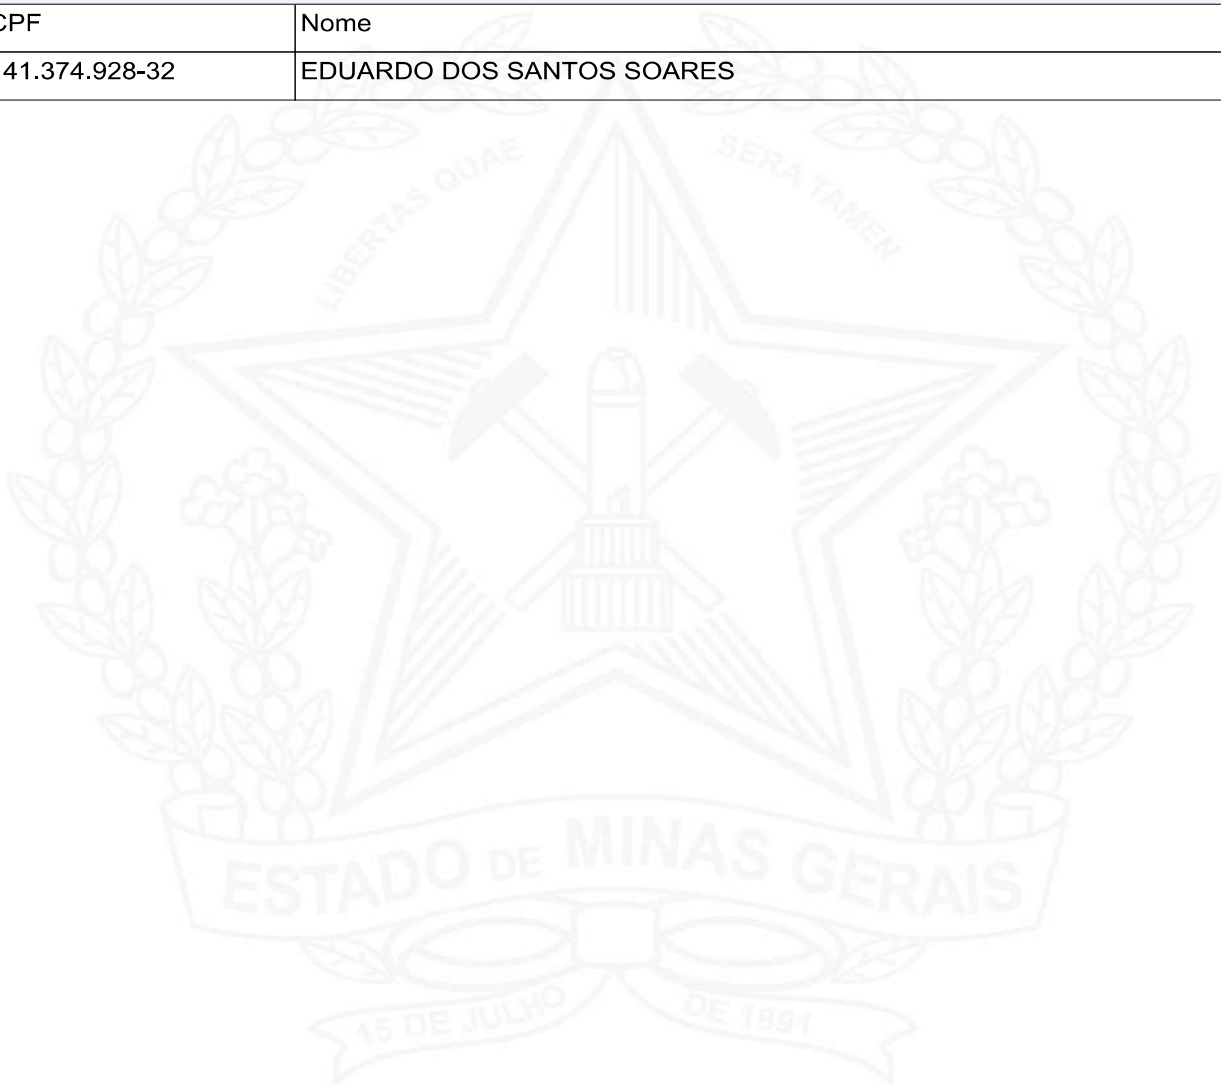 CPF Nome
41.374.928-32 EDUARDO DOS SANTOS SOARES
LIBERTAS QUAE SERA TAMEN
ESTADO DE MINAS GERAIS
15 DE JULHO DE 1891